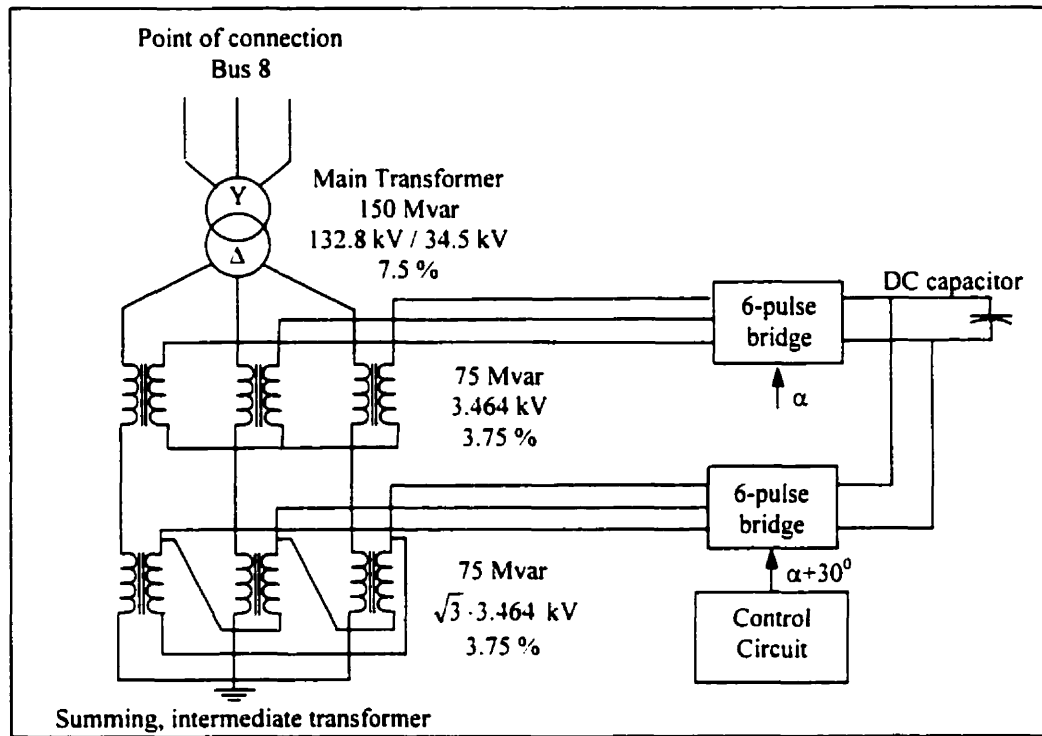 Point of connection
Bus 8
Y
Δ
Main Transformer
150 Mvar
132.8 kV / 34.5 kV
7.5 %
6-pulse
bridge
DC capacitor
α
75 Mvar
3.464 kV
3.75 %
6-pulse
bridge
α+30⁰
75 Mvar
√3 · 3.464 kV
3.75 %
Control
Circuit
Summing, intermediate transformer